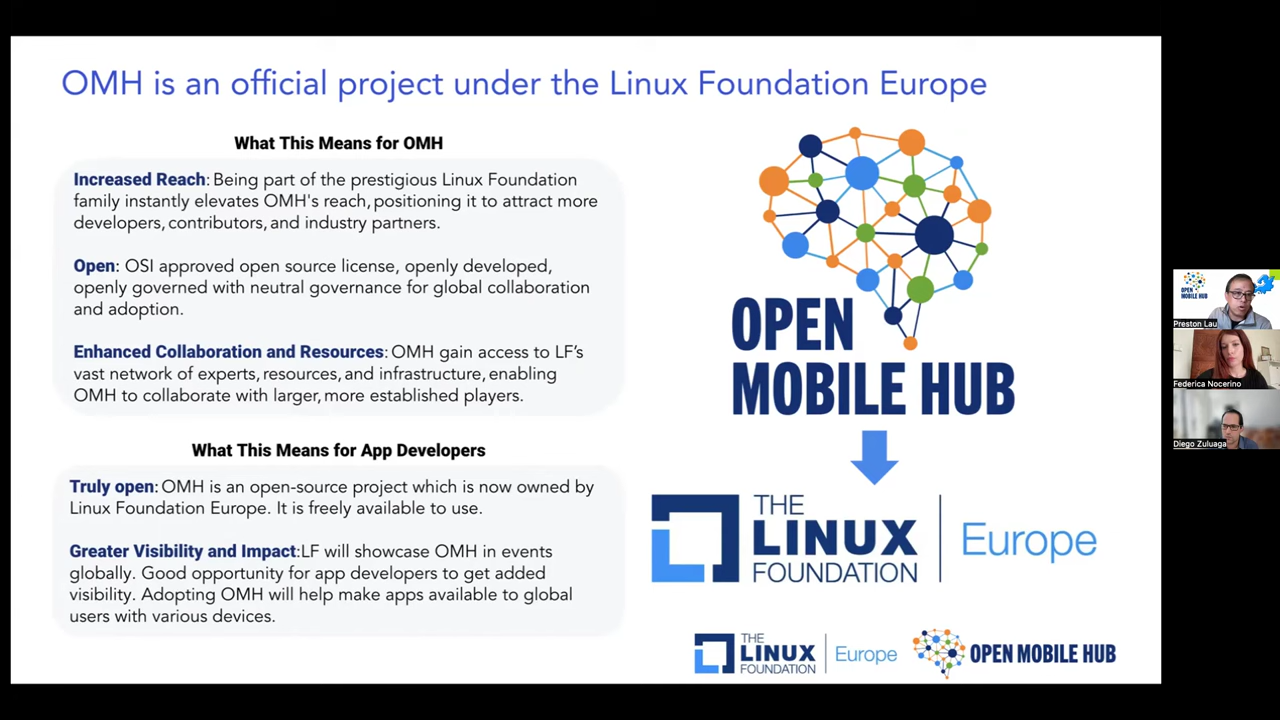 OMH is an official project under the Linux Foundation Europe
What This Means for OMH
Increased Reach: Being part of the prestigious Linux Foundation
family instantly elevates OMH's reach, positioning it to attract more
developers, contributors, and industry partners.
Open: OSI approved open source license, openly developed,
openly governed with neutral governance for global collaboration
and adoption.
Enhanced Collaboration and Resources: OMH gain access to LF's
vast network of experts, resources, and infrastructure, enabling
OMH to collaborate with larger, more established players.
What This Means for App Developers
Truly open: OMH is an open-source project which is now owned by
Linux Foundation Europe. It is freely available to use.
Greater Visibility and Impact:LF will showcase OMH in events
globally. Good opportunity for app developers to get added
visibility. Adopting OMH will help make apps available to global
users with various devices.
OPEN
MOBILE HUB
THE
LINUX
FOUNDATION
Europe
THE
LINUX
FOUNDATION
Europe
OPEN MOBILE HUB
OPEN
MOBILE HUB
Preston Lau
Federica Nocerino
Diego Zuluaga